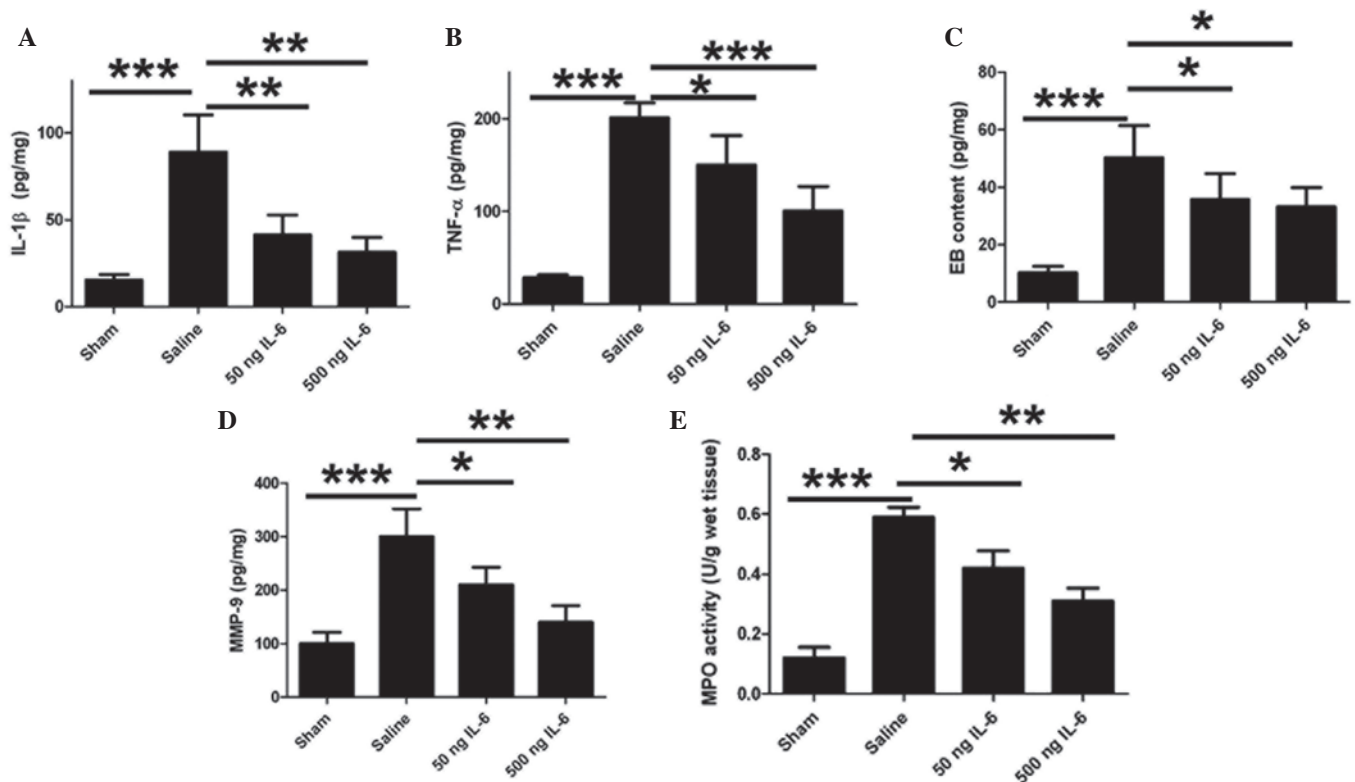 A
***
**
**
IL-1β (pg/mg)
100
50
0
Sham
Saline
50 ng IL-6
500 ng IL-6
B
***
***
*
TNF-α (pg/mg)
200
100
0
Sham
Saline
50 ng IL-6
500 ng IL-6
C
*
*
***
EB content (pg/mg)
80
60
40
20
0
Sham
Saline
50 ng IL-6
500 ng IL-6
D
**
*
***
MMP-9 (pg/mg)
400
300
200
100
0
Sham
Saline
50 ng IL-6
500 ng IL-6
E
**
*
***
MPO activity (U/g wet tissue)
0.8
0.6
0.4
0.2
0.0
Sham
Saline
50 ng IL-6
500 ng IL-6